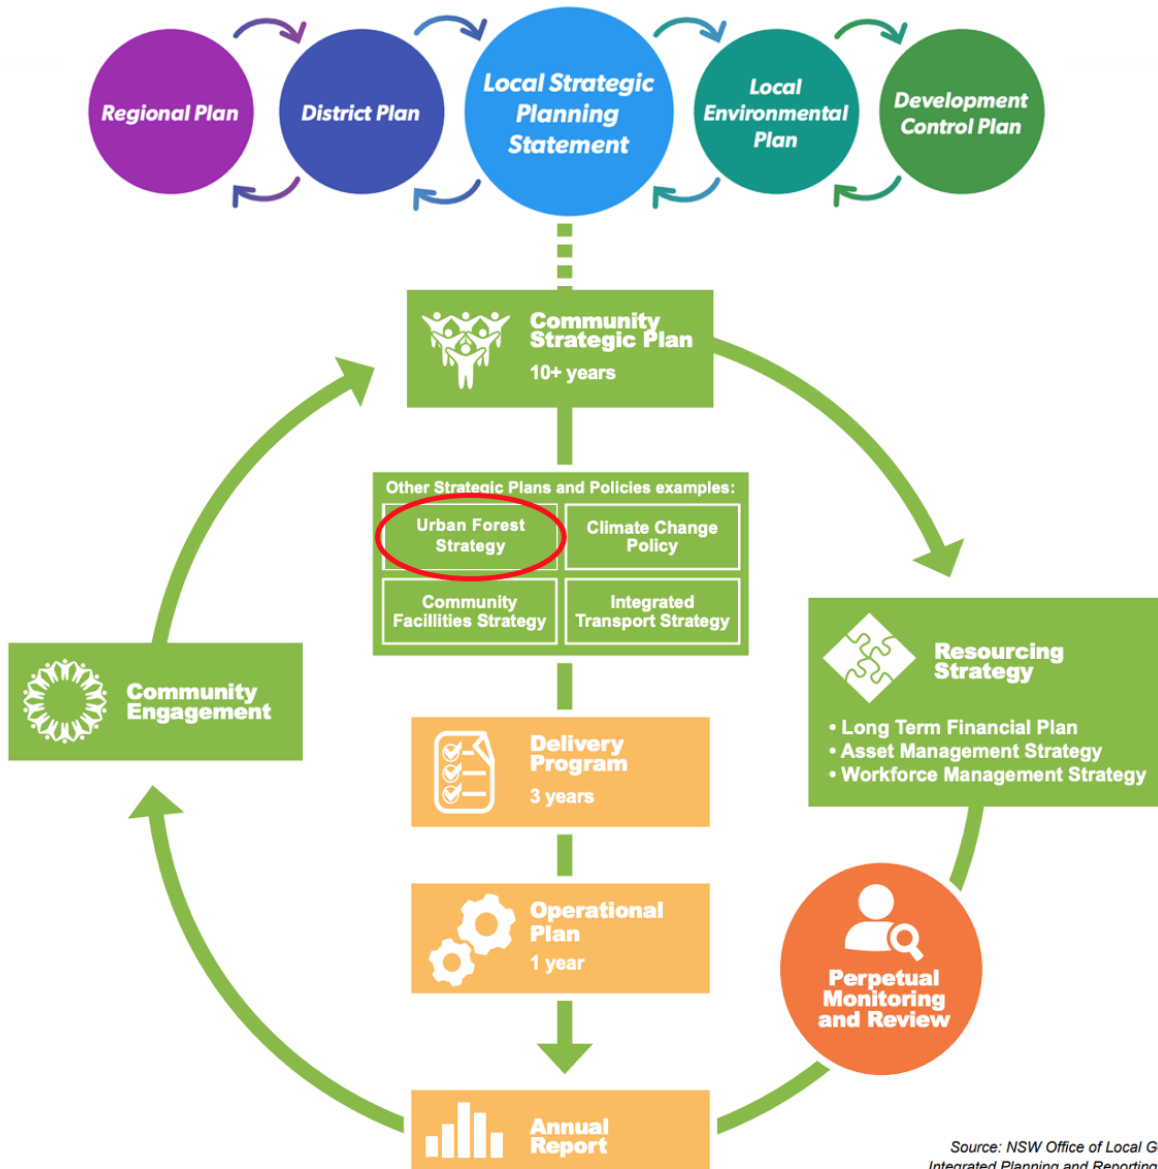 Regional Plan
District Plan
Local Strategic
Planning
Statement
Local
Environmental
Plan
Development
Control Plan
Community
Strategic Plan
10+ years
Other Strategic Plans and Policies examples:
Urban Forest
Strategy
Climate Change
Policy
Community
Facillities Strategy
Integrated
Transport Strategy
Community
Engagement
Resourcing
Strategy
• Long Term Financial Plan
• Asset Management Strategy
• Workforce Management Strategy
Delivery
Program
3 years
Operational
Plan
1 year
Perpetual
Monitoring
and Review
Annual
Report
Source: NSW Office of Local
Integrated Planning and Reporting